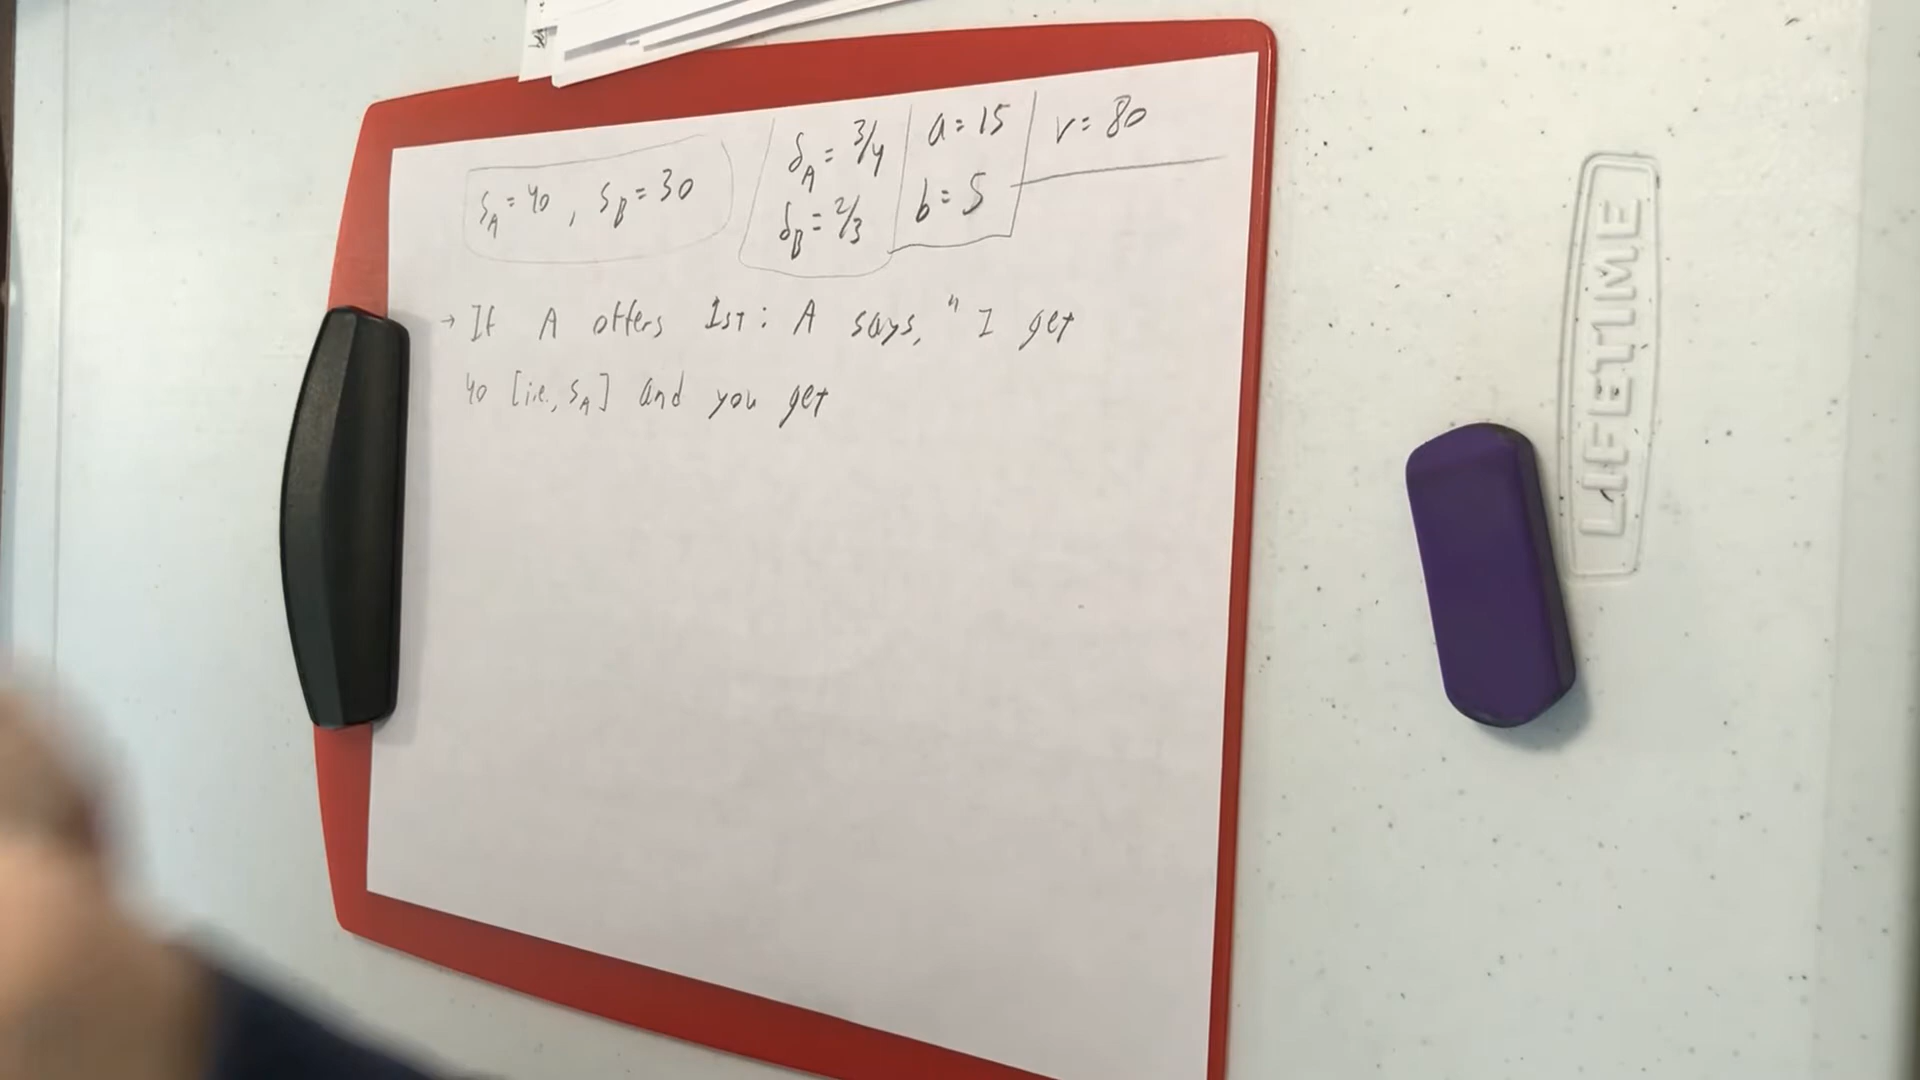 S_A = 40, S_B = 30
δ_A = 3/4
δ_B = 2/3
a = 15
b = 5
v = 80
→ If A offers 1st: A says, "I get
40 [i.e., S_A] and you get
LIFETIME